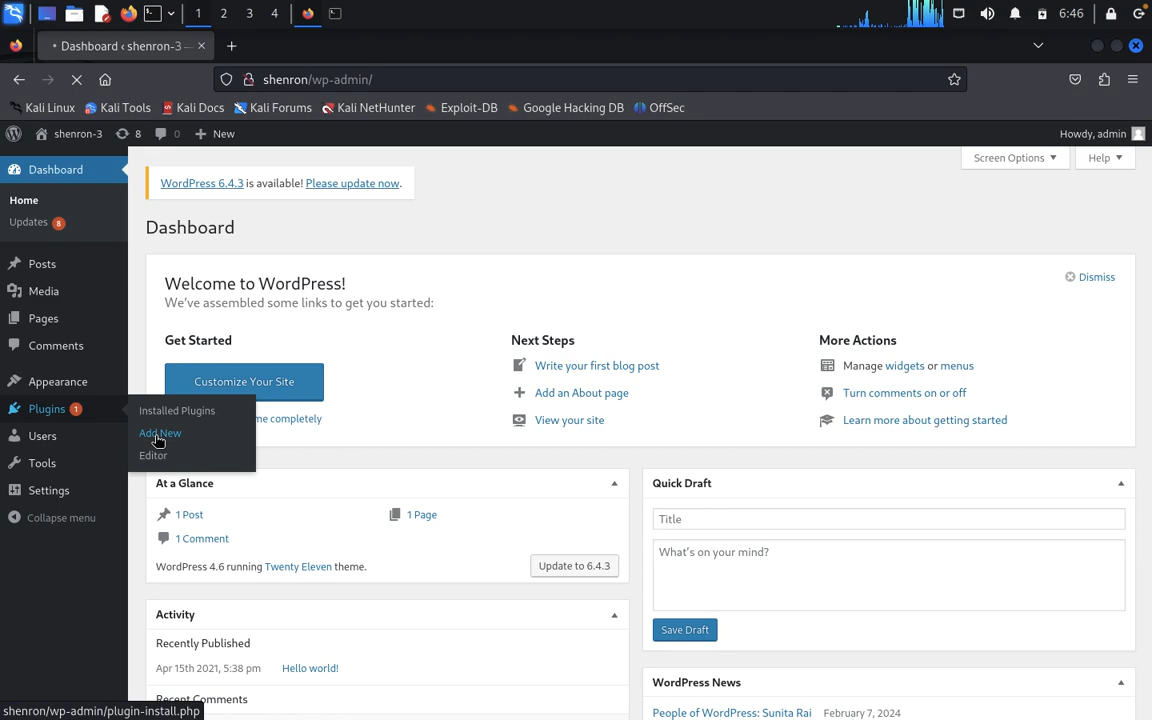 1 2 3 4 6:46
Dashboard ‹ shenron-3 —
shenron/wp-admin/
Kali Linux Kali Tools Kali Docs Kali Forums Kali NetHunter Exploit-DB Google Hacking DB OffSec
shenron-3 8 0 New Howdy, admin
Dashboard
Screen Options Help
Home
Updates 8
WordPress 6.4.3 is available! Please update now.
Dashboard
Posts
Media
Pages
Comments
Appearance
Plugins 1
Users
Tools
Settings
Collapse menu
Installed Plugins
Add New
Editor
Welcome to WordPress!
Dismiss
We've assembled some links to get you started:
Get Started
Customize Your Site
me completely
Next Steps
Write your first blog post
Add an About page
View your site
More Actions
Manage widgets or menus
Turn comments on or off
Learn more about getting started
At a Glance
1 Post 1 Page
1 Comment
WordPress 4.6 running Twenty Eleven theme.
Update to 6.4.3
Activity
Recently Published
Apr 15th 2021, 5:38 pm Hello world!
Recent Comments
Quick Draft
Title
What's on your mind?
Save Draft
WordPress News
People of WordPress: Sunita Rai February 7, 2024
shenron/wp-admin/plugin-install.php